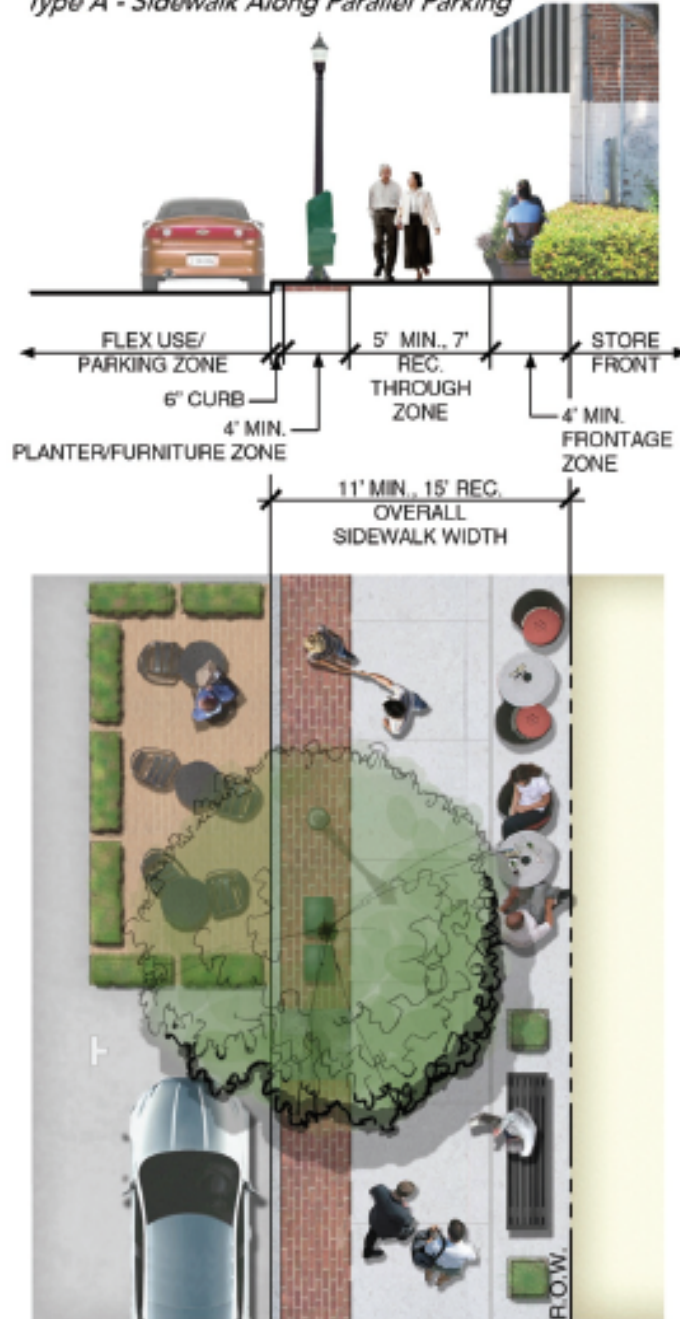 Type A - Sidewalk Along Parallel Parking
FLEX USE/
PARKING ZONE
5' MIN., 7'
REC.
THROUGH
ZONE
STORE
FRONT
6" CURB
4' MIN.
PLANTER/FURNITURE ZONE
4' MIN.
FRONTAGE
ZONE
11' MIN., 15' REC.
OVERALL
SIDEWALK WIDTH
R.O.W.